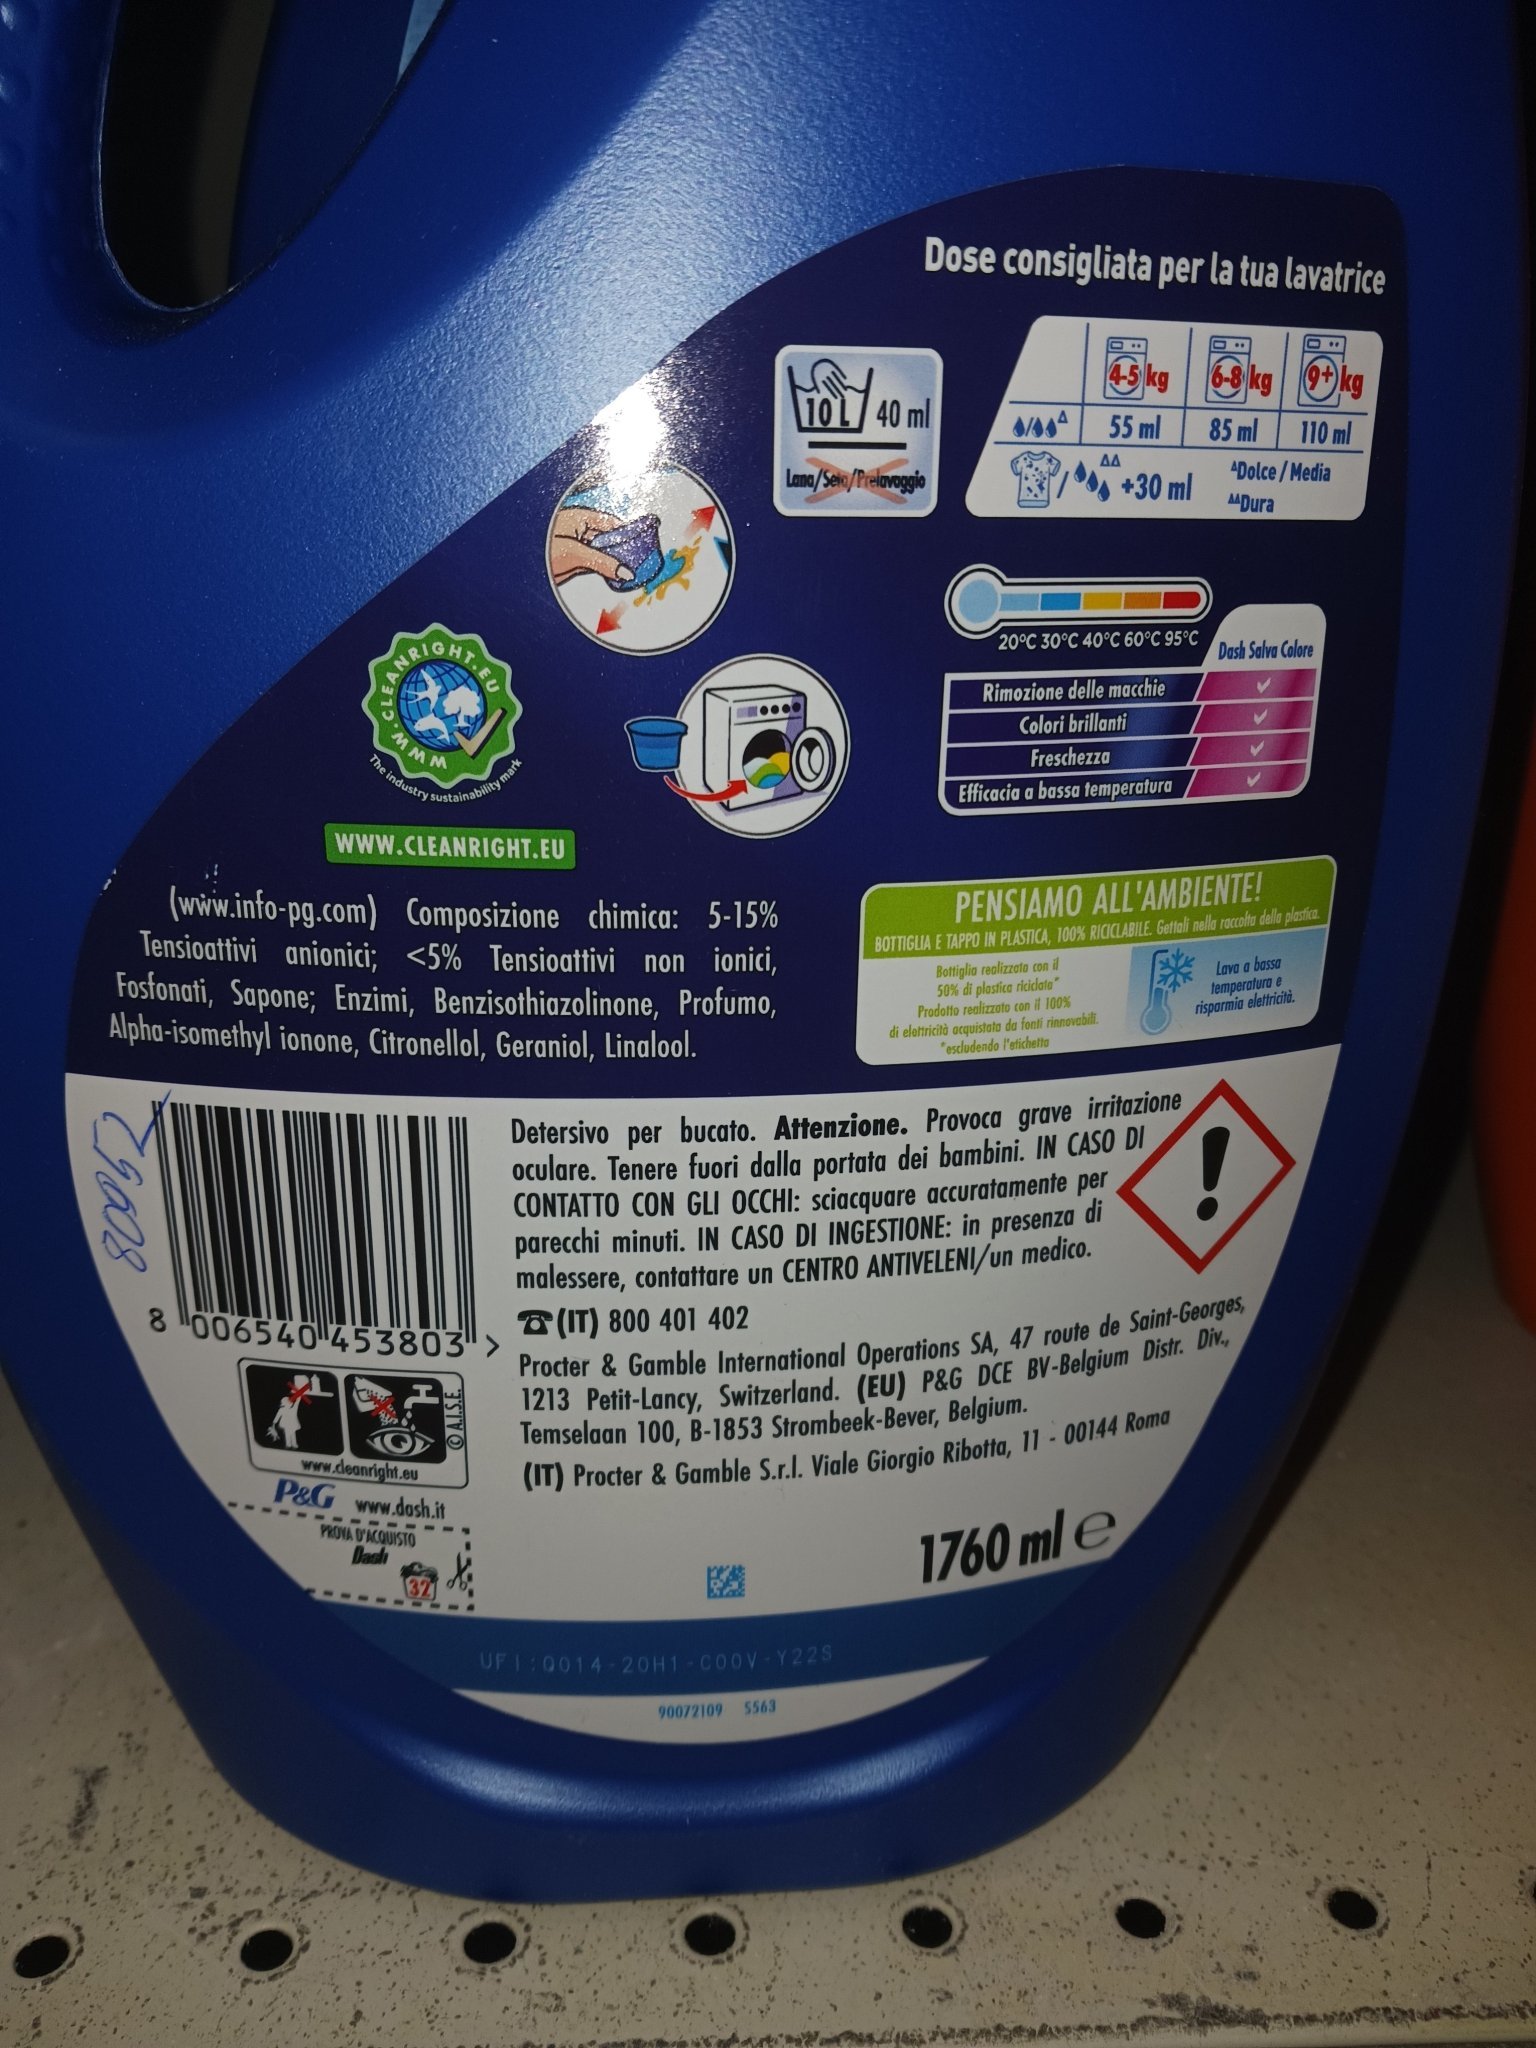 Dose consigliata per la tua lavatrice
4-5 kg 6-8 kg 9+ kg
55 ml 85 ml 110 ml
+30 ml
ΔDolce / Media
ΔΔDura
10 L 40 ml
Lana/Seta/Prelavaggio
20°C 30°C 40°C 60°C 95°C
Dash Salva Colore
Rimozione delle macchie
Colori brillanti
Freschezza
Efficacia a bassa temperatura
WWW.CLEANRIGHT.EU
The industry sustainability mark
WWW.CLEANRIGHT.EU
(www.info-pg.com) Composizione chimica: 5-15%
Tensioattivi anionici; <5% Tensioattivi non ionici,
Fosfonati, Sapone; Enzimi, Benzisothiazolinone, Profumo,
Alpha-isomethyl ionone, Citronellol, Geraniol, Linalool.
PENSIAMO ALL'AMBIENTE!
BOTTIGLIA E TAPPO IN PLASTICA, 100% RICICLABILE. Gettali nella raccolta della plastica.
Bottiglia realizzata con il
50% di plastica riciclata*
Prodotto realizzato con il 100%
di elettricità acquistata da fonti rinnovabili.
*escludendo l'etichetta
Lava a bassa
temperatura e
risparmia elettricità.
80952
8 006540 453803 >
Detersivo per bucato. Attenzione. Provoca grave irritazione
oculare. Tenere fuori dalla portata dei bambini. IN CASO DI
CONTATTO CON GLI OCCHI: sciacquare accuratamente per
parecchi minuti. IN CASO DI INGESTIONE: in presenza di
malessere, contattare un CENTRO ANTIVELENI/un medico.
☎(IT) 800 401 402
Procter & Gamble International Operations SA, 47 route de Saint-Georges,
1213 Petit-Lancy, Switzerland. (EU) P&G DCE BV-Belgium Distr. Div.,
Temselaan 100, B-1853 Strombeek-Bever, Belgium.
(IT) Procter & Gamble S.r.l. Viale Giorgio Ribotta, 11 - 00144 Roma
© A.I.S.E.
www.cleanright.eu
P&G www.dash.it
PROVA D'ACQUISTO
Dash
32
1760 ml e
UFI:Q014-20H1-C00V-Y22S
90072109 S563